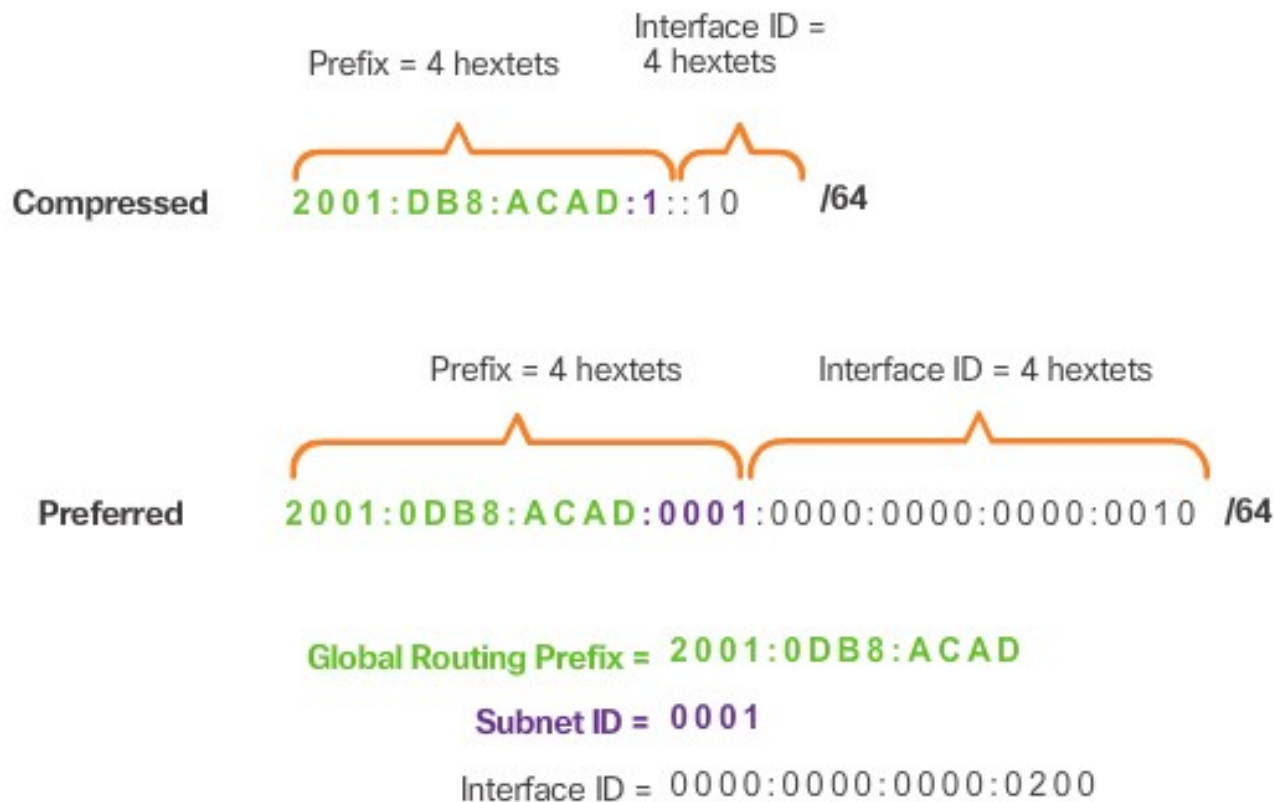 Interface ID =
Prefix = 4 hextets 4 hextets
Compressed 2001:DB8:ACAD:1::10 /64
Prefix = 4 hextets Interface ID = 4 hextets
Preferred 2001:0DB8:ACAD:0001:0000:0000:0000:0010 /64
Global Routing Prefix = 2001:0DB8:ACAD
Subnet ID = 0001
Interface ID = 0000:0000:0000:0200